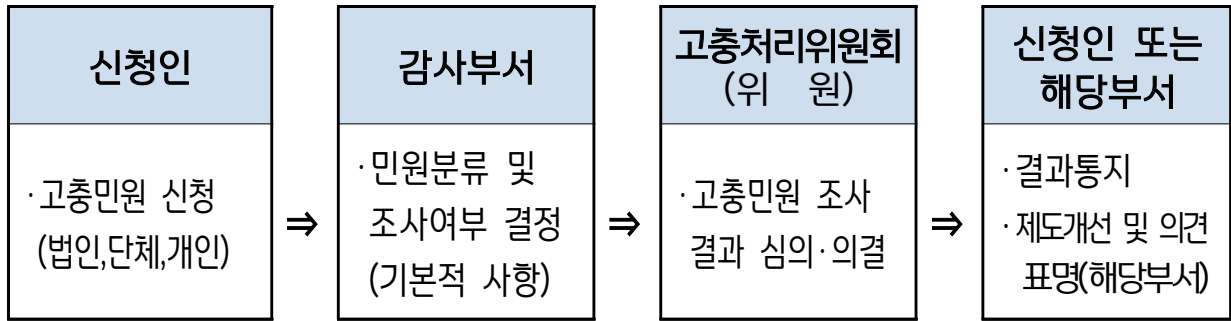 신청인
·고충민원 신청
(법인,단체,개인)
⇒
감사부서
·민원분류 및
조사여부 결정
(기본적 사항)
⇒
고충처리위원회
(위 원)
·고충민원 조사
결과 심의·의결
⇒
신청인 또는
해당부서
·결과통지
·제도개선 및 의견
표명(해당부서)